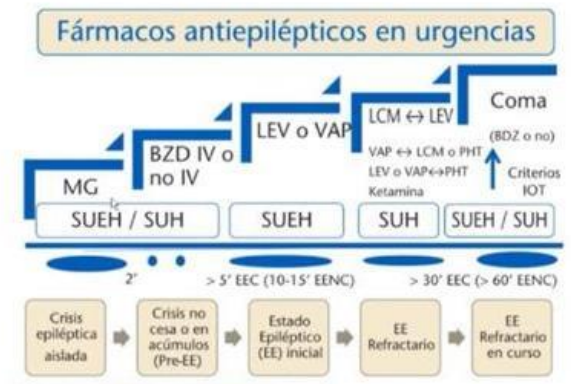 Fármacos antiepilépticos en urgencias
MG
BZD IV o
no IV
LEV o VAP
LCM ↔ LEV
VAP ↔ LCM o PHT
LEV o VAP↔PHT
Ketamina
Coma
(BDZ o no)
Criterios
IOT
SUEH / SUH
SUEH
SUH
SUEH / SUH
2'
> 5' EEC (10-15' EENC)
> 30' EEC (> 60' EENC)
Crisis
epiléptica
aislada
Crisis no
cesa o en
acúmulos
(Pre-EE)
Estado
Epiléptico
(EE) inicial
EE
Refractario
EE
Refractario
en curso